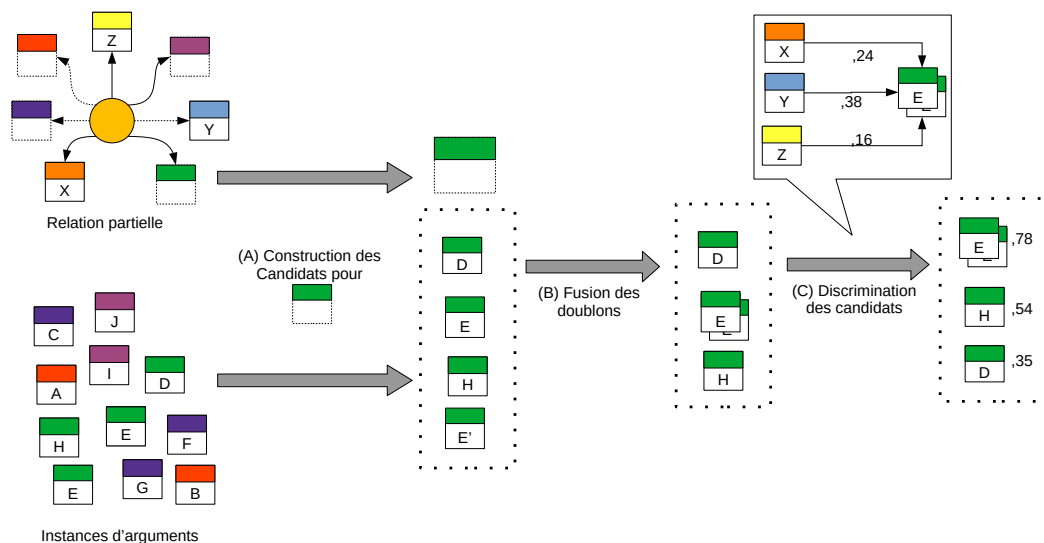 Z
Y
X
Relation partielle
X
,24
Y
,38
E
Z
,16
(A) Construction des
Candidats pour
D
E
H
E'
(B) Fusion des
doublons
D
E
H
(C) Discrimination
des candidats
E
,78
H
,54
D
,35
C
J
A
I
D
H
E
F
E
G
B
Instances d'arguments